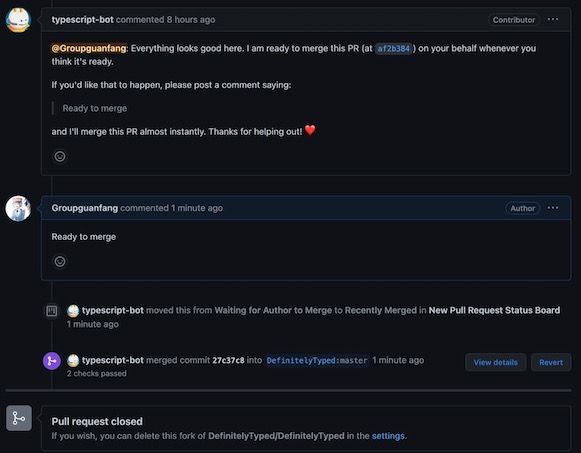 typescript-bot commented 8 hours ago Contributor ···
@Groupguanfang: Everything looks good here. I am ready to merge this PR (at af2b384) on your behalf whenever you
think it's ready.
If you'd like that to happen, please post a comment saying:
Ready to merge
and I'll merge this PR almost instantly. Thanks for helping out! ❤️
Groupguanfang commented 1 minute ago Author ···
Ready to merge
typescript-bot moved this from Waiting for Author to Merge to Recently Merged in New Pull Request Status Board
1 minute ago
typescript-bot merged commit 27c37c8 into DefinitelyTyped:master 1 minute ago View details Revert
2 checks passed
Pull request closed
If you wish, you can delete this fork of DefinitelyTyped/DefinitelyTyped in the settings.